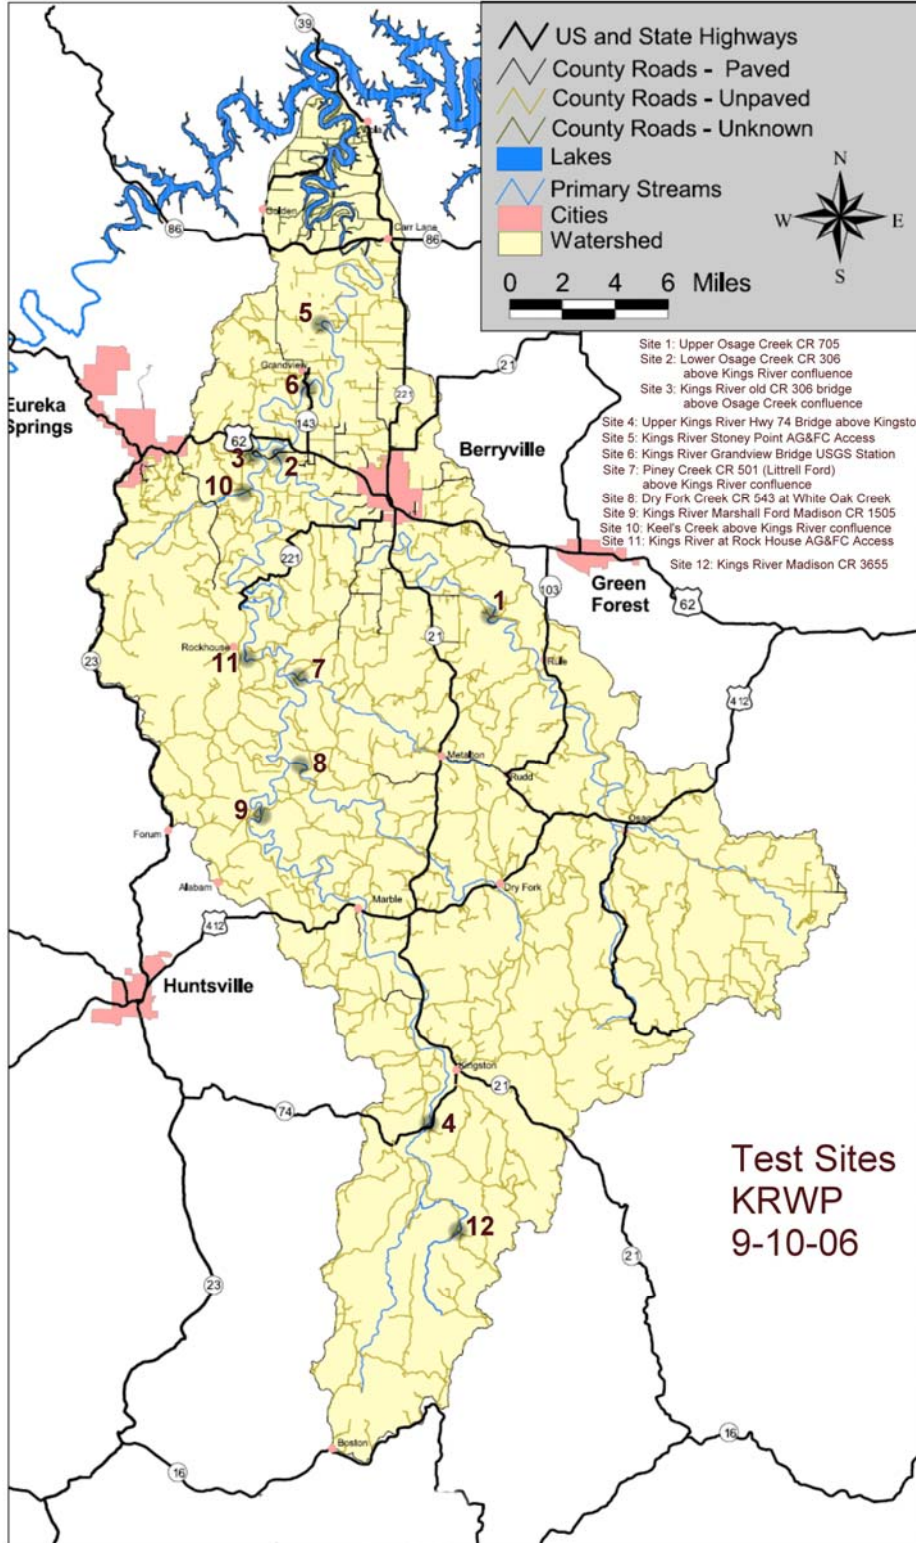 39
US and State Highways
County Roads - Paved
County Roads - Unpaved
County Roads - Unknown
Lakes
Primary Streams
Cities
Watershed
N
W
E
S
0 2 4 6 Miles
Golden
86
Carr Lane
86
5
Grandview
6
21
221
143
Eureka
Springs
62
3
2
10
Berryville
Site 1: Upper Osage Creek CR 705
Site 2: Lower Osage Creek CR 306
above Kings River confluence
Site 3: Kings River old CR 306 bridge
above Osage Creek confluence
Site 4: Upper Kings River Hwy 74 Bridge above Kingsto
Site 5: Kings River Stoney Point AG&FC Access
Site 6: Kings River Grandview Bridge USGS Station
Site 7: Piney Creek CR 501 (Littrell Ford)
above Kings River confluence
Site 8: Dry Fork Creek CR 543 at White Oak Creek
Site 9: Kings River Marshall Ford Madison CR 1505
Site 10: Keel's Creek above Kings River confluence
Site 11: Kings River at Rock House AG&FC Access
Site 12: Kings River Madison CR 3655
221
Green
Forest
103
62
1
21
23
Rockhouse
11
7
Rule
412
Metalton
8
Rudd
9
Forum
Osage
Alabam
Dry Fork
Marble
412
Huntsville
Kingston
21
74
4
Test Sites
KRWP
9-10-06
12
21
23
Boston
16
16